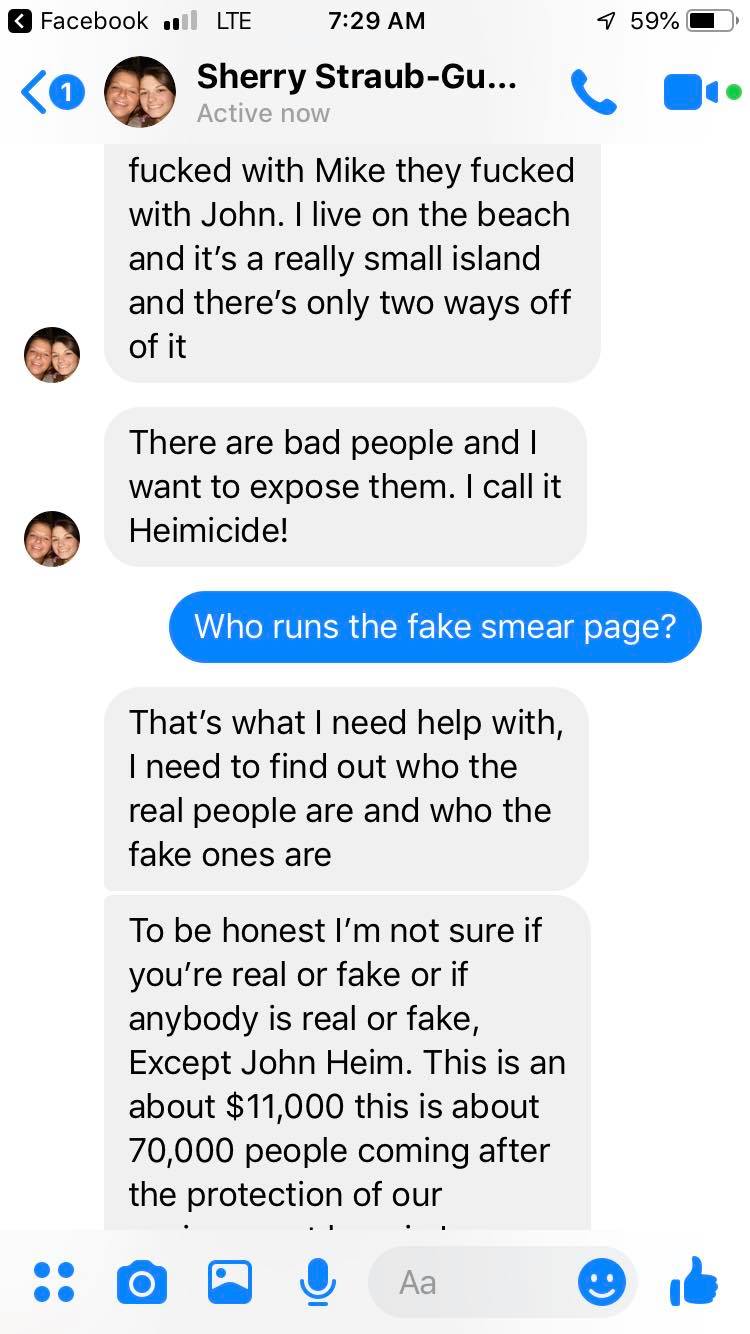 Facebook LTE 7:29 AM 59%
1 Sherry Straub-Gu...
Active now
fucked with Mike they fucked
with John. I live on the beach
and it's a really small island
and there's only two ways off
of it
There are bad people and I
want to expose them. I call it
Heimicide!
Who runs the fake smear page?
That's what I need help with,
I need to find out who the
real people are and who the
fake ones are
To be honest I'm not sure if
you're real or fake or if
anybody is real or fake,
Except John Heim. This is an
about $11,000 this is about
70,000 people coming after
the protection of our
Aa